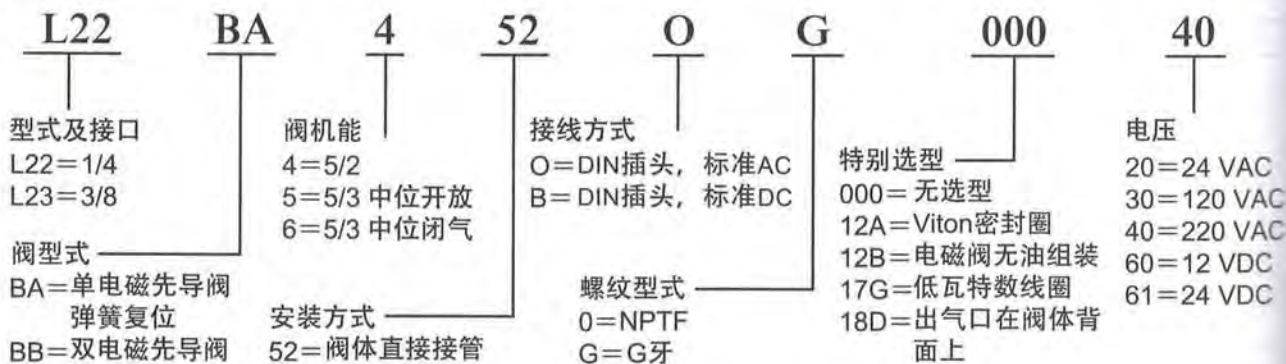 L22 BA 4 52 O G 000 40
型式及接口
L22=1/4
L23=3/8
阀型式
BA=单电磁先导阀
弹簧复位
BB=双电磁先导阀
阀机能
4=5/2
5=5/3 中位开放
6=5/3 中位闭气
安装方式
52=阀体直接接管
接线方式
O=DIN插头，标准AC
B=DIN插头，标准DC
螺纹型式
0=NPTF
G=G牙
特别选型
000=无选型
12A=Viton密封圈
12B=电磁阀无油组装
17G=低瓦特数线圈
18D=出气口在阀体背
面上
电压
20=24 VAC
30=120 VAC
40=220 VAC
60=12 VDC
61=24 VDC